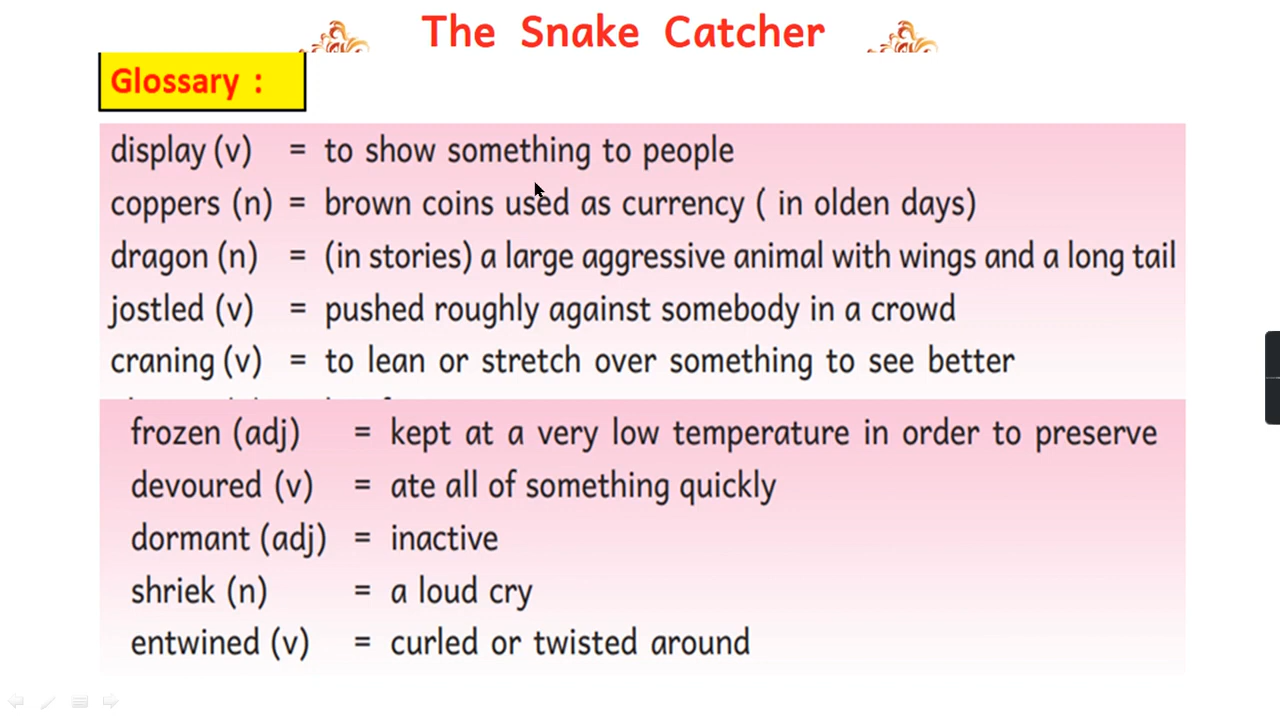 The Snake Catcher
Glossary :
display (v) = to show something to people
coppers (n) = brown coins used as currency ( in olden days)
dragon (n) = (in stories) a large aggressive animal with wings and a long tail
jostled (v) = pushed roughly against somebody in a crowd
craning (v) = to lean or stretch over something to see better
frozen (adj) = kept at a very low temperature in order to preserve
devoured (v) = ate all of something quickly
dormant (adj) = inactive
shriek (n) = a loud cry
entwined (v) = curled or twisted around